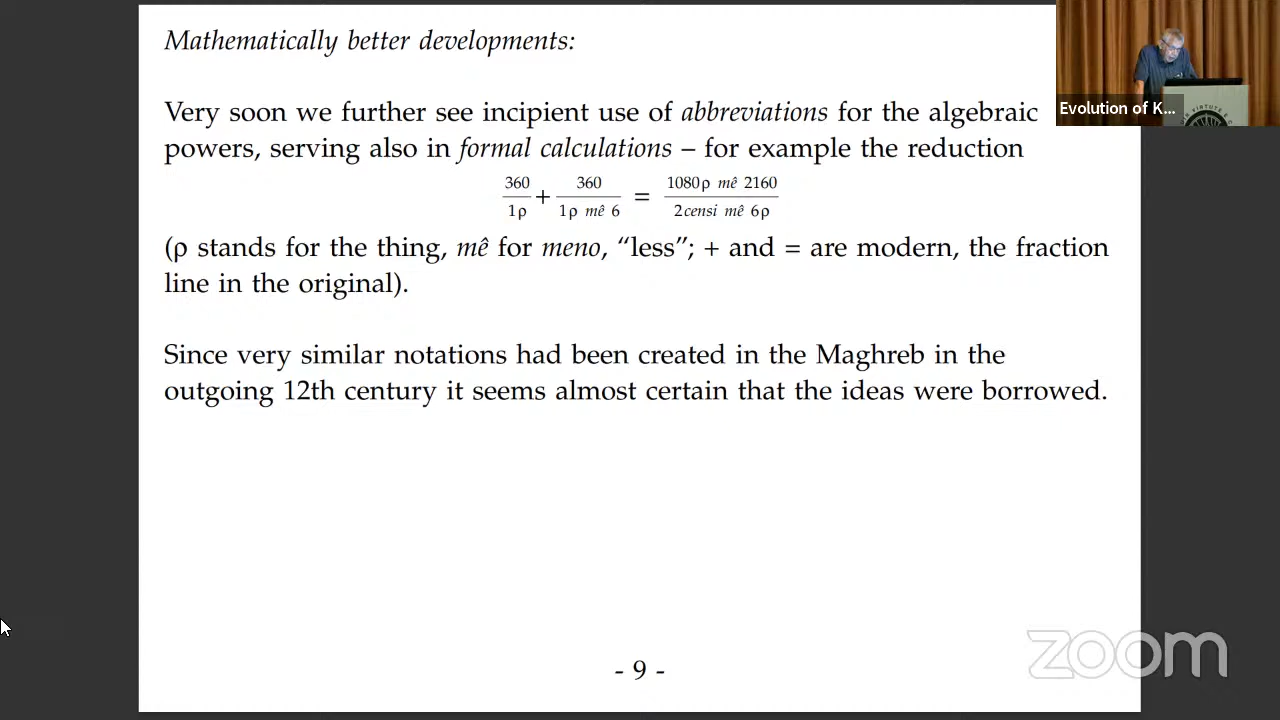 Mathematically better developments:
Very soon we further see incipient use of abbreviations for the algebraic
powers, serving also in formal calculations – for example the reduction
360/1ρ + 360/1ρ mê 6 = 1080ρ mê 2160/2censi mê 6ρ
(ρ stands for the thing, mê for meno, “less”; + and = are modern, the fraction
line in the original).
Since very similar notations had been created in the Maghreb in the
outgoing 12th century it seems almost certain that the ideas were borrowed.
- 9 -
Evolution of K...
zoom